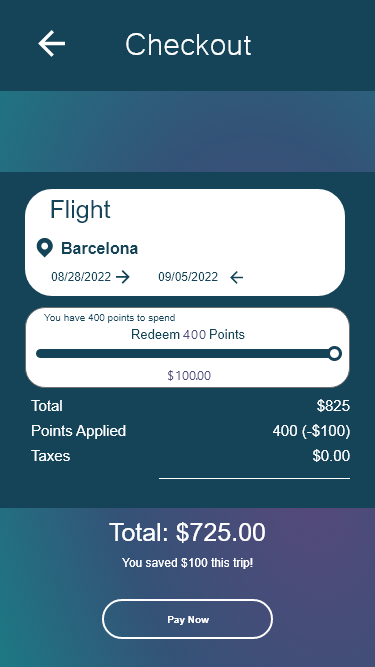 Checkout
Flight
Barcelona
08/28/2022 09/05/2022
You have 400 points to spend
Redeem 400 Points
$100.00
Total $825
Points Applied 400 (-$100)
Taxes $0.00
Total: $725.00
You saved $100 this trip!
Pay Now